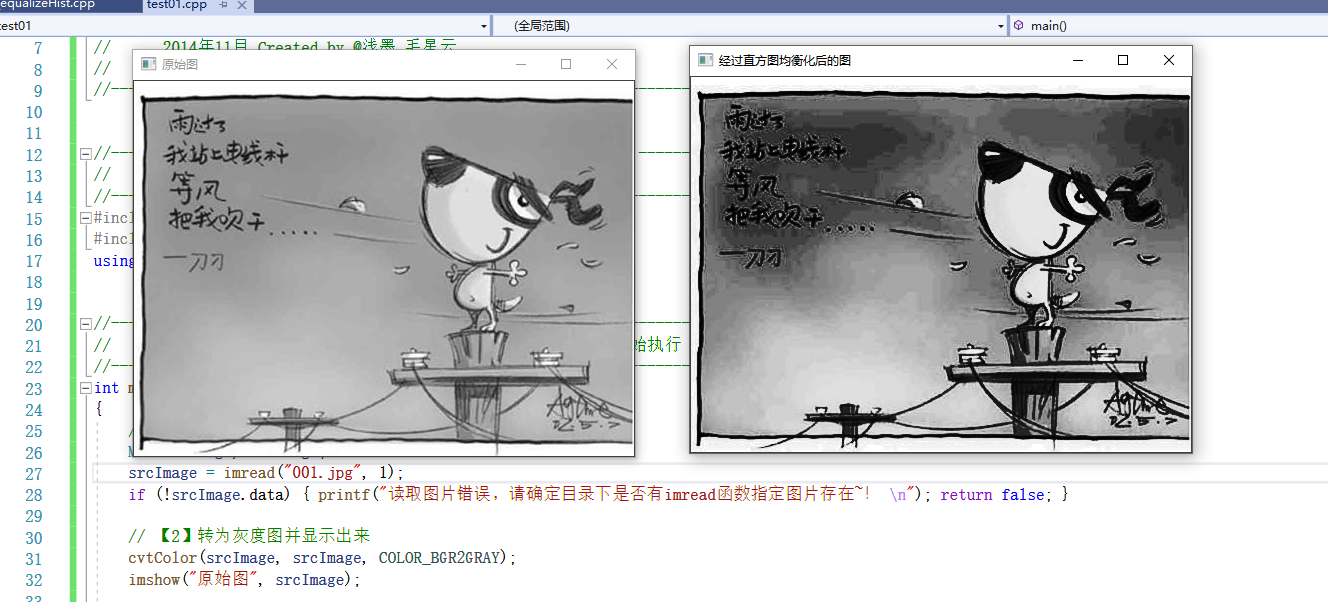 equalizeHist.cpp
test01.cpp
test01
(全局范围)
main()
7 // 2014年11月 Created by @浅墨 毛星云
8 //
9 //--
10
11
12 //--
13 //
14 //--
15 #incl
16 #incl
17 using
18
19
20 //--
21 // 始执行
22 //--
23 int m
24 {
25 /
26
27 srcImage = imread("001.jpg", 1);
28 if (!srcImage.data) { printf("读取图片错误，请确定目录下是否有imread函数指定图片存在~！ \n"); return false; }
29
30 // 【2】转为灰度图并显示出来
31 cvtColor(srcImage, srcImage, COLOR_BGR2GRAY);
32 imshow("原始图", srcImage);
33
原始图
雨过了
我站上电线杆
等风
把我吹干.....
一刀刀
经过直方图均衡化后的图
雨过了
我站上电线杆
等风
把我吹干.....
一刀刀